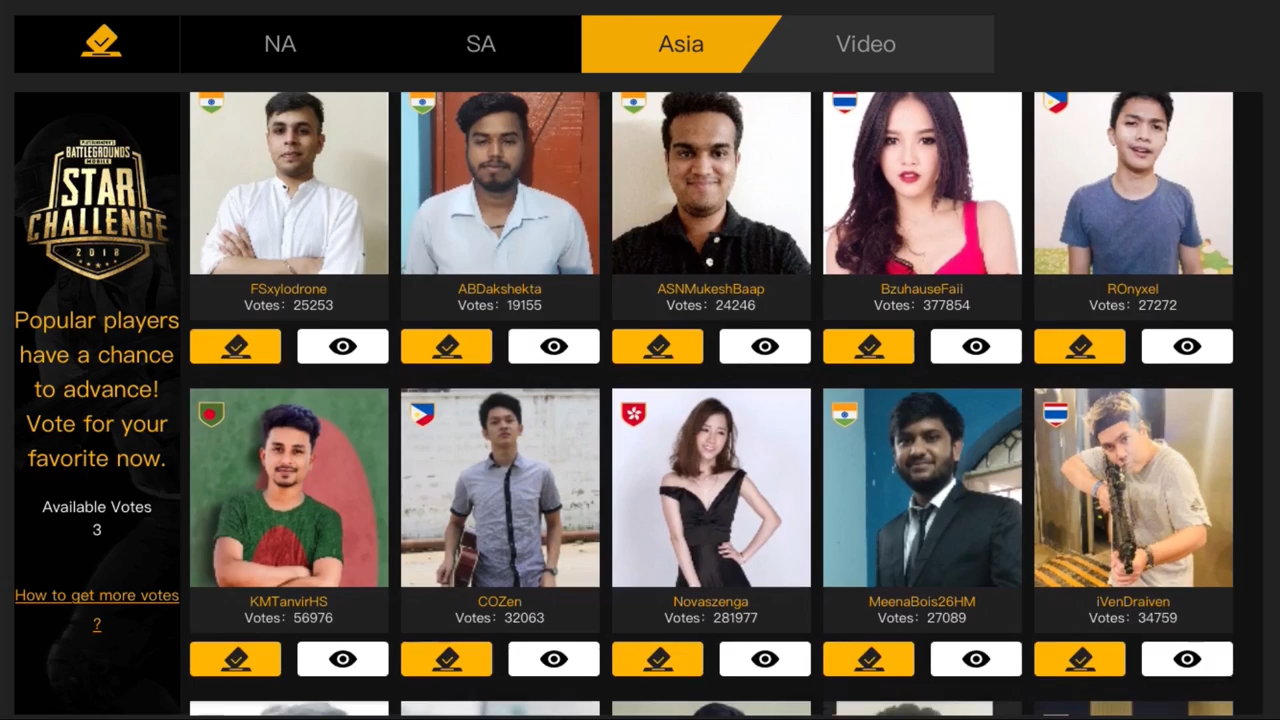 NA
SA
Asia
Video
BATTLEGROUNDS
MOBILE
STAR
CHALLENGE
2018
Popular players
have a chance
to advance!
Vote for your
favorite now.
Available Votes
3
How to get more votes
?
FSxylodrone
Votes: 25253
ABDakshekta
Votes: 19155
ASNMukeshBaap
Votes: 24246
BzuhauseFaii
Votes: 377854
ROnyxel
Votes: 27272
KMTanvirHS
Votes: 56976
COZen
Votes: 32063
Novaszenga
Votes: 281977
MeenaBois26HM
Votes: 27089
iVenDraiven
Votes: 34759